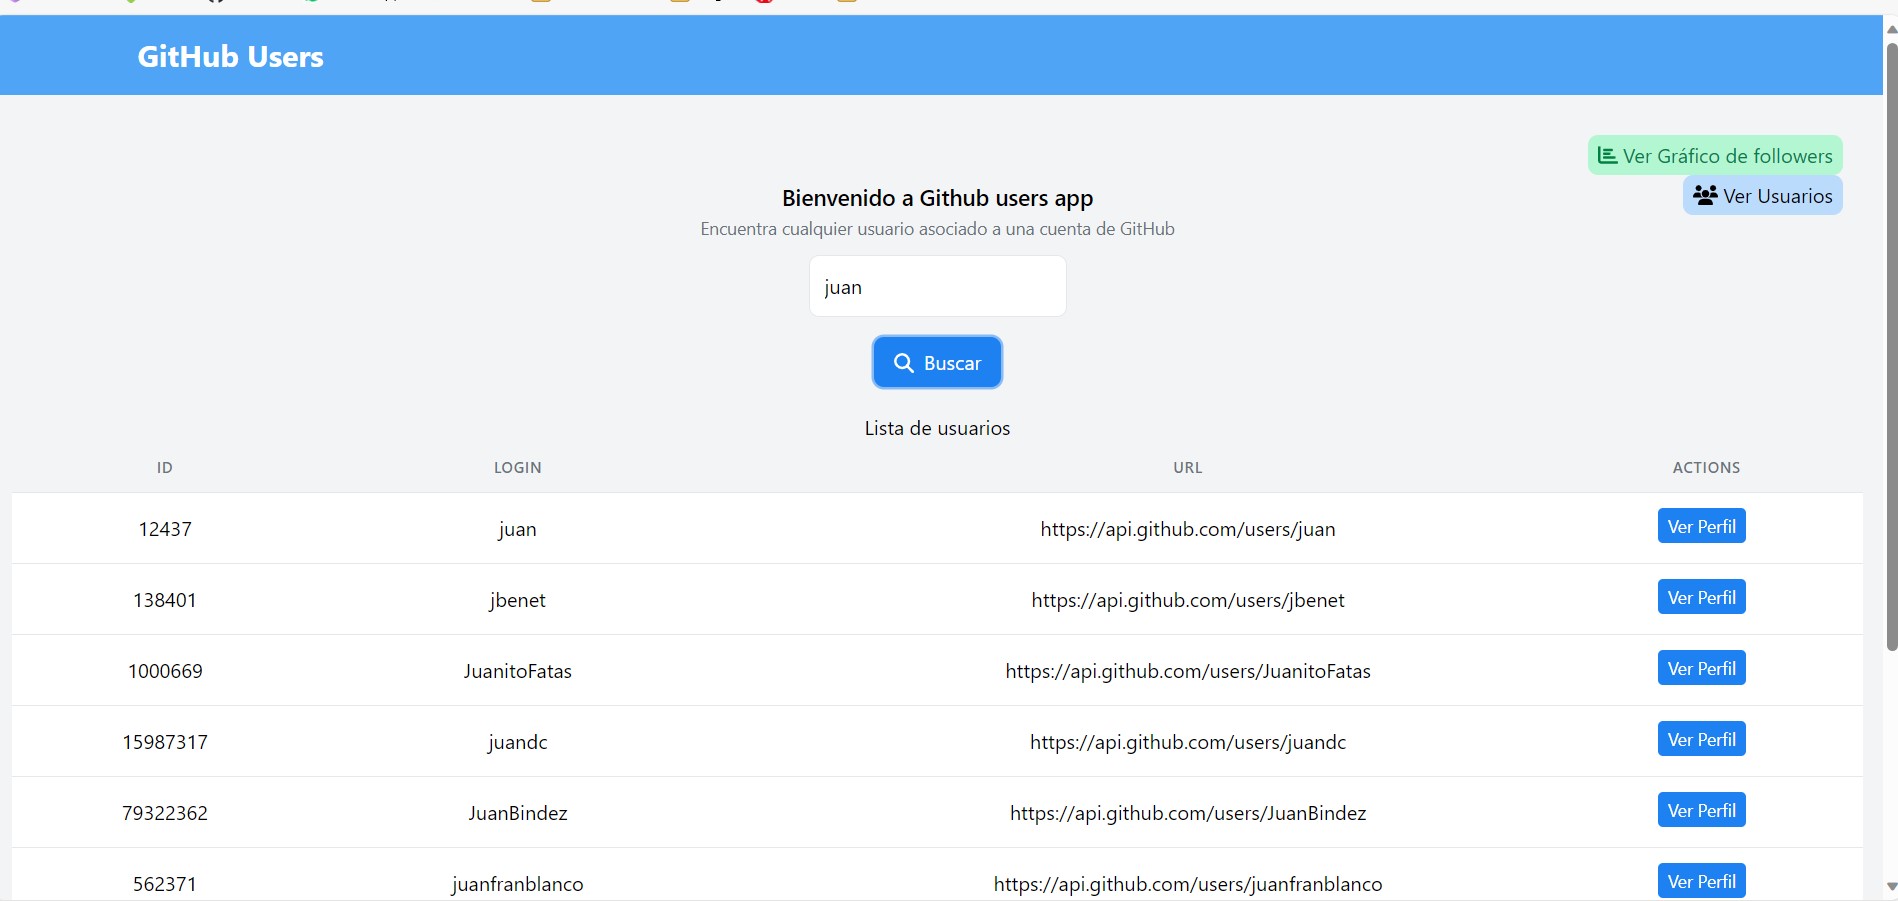 GitHub Users
Ver Gráfico de followers
Ver Usuarios
Bienvenido a Github users app
Encuentra cualquier usuario asociado a una cuenta de GitHub
juan
Buscar
Lista de usuarios
ID LOGIN URL ACTIONS
12437 juan https://api.github.com/users/juan Ver Perfil
138401 jbenet https://api.github.com/users/jbenet Ver Perfil
1000669 JuanitoFatas https://api.github.com/users/JuanitoFatas Ver Perfil
15987317 juandc https://api.github.com/users/juandc Ver Perfil
79322362 JuanBindez https://api.github.com/users/JuanBindez Ver Perfil
562371 juanfranblanco https://api.github.com/users/juanfranblanco Ver Perfil